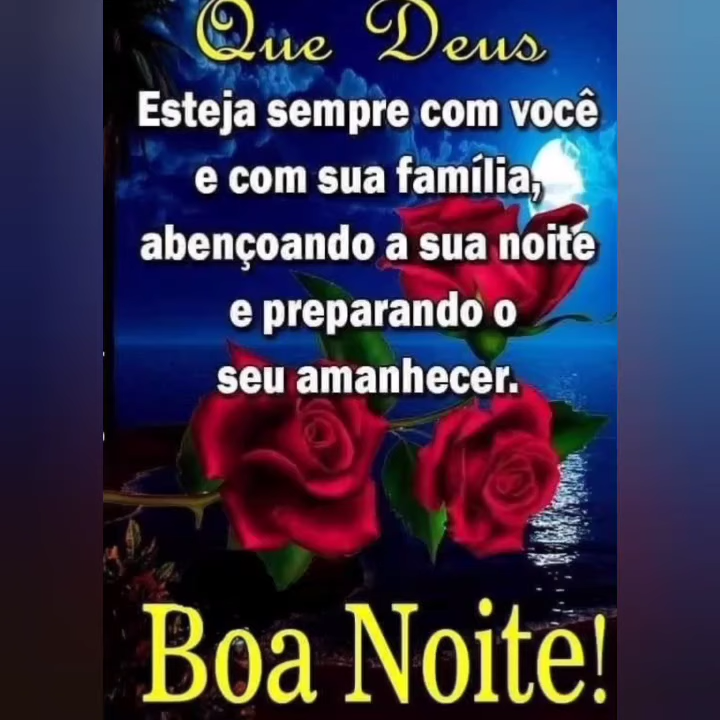 Que Deus
Esteja sempre com você
e com sua família,
abençoando a sua noite
e preparando o
seu amanhecer.
Boa Noite!